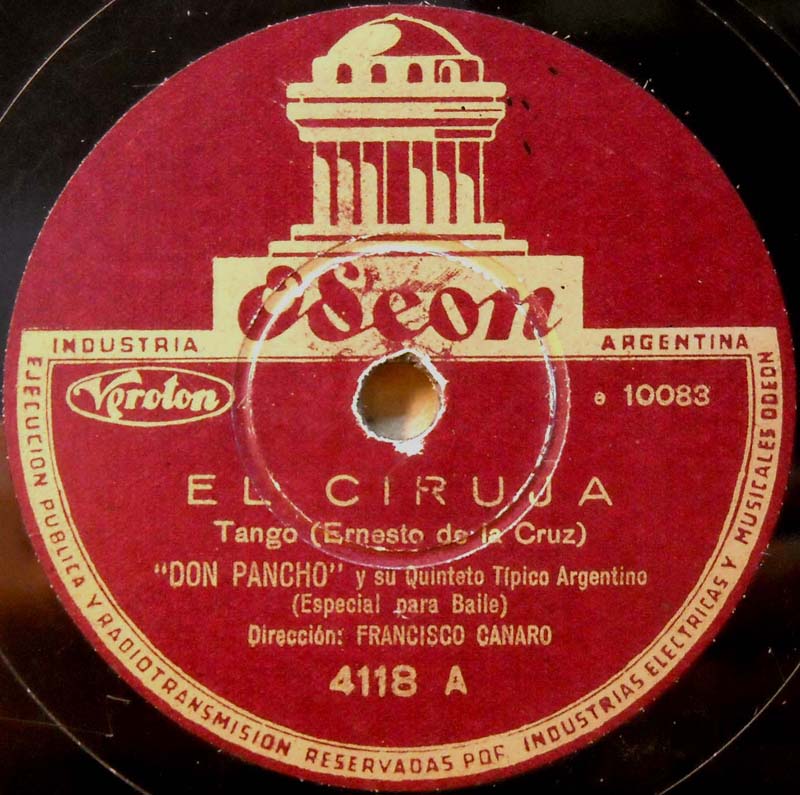 Odeon
INDUSTRIA
ARGENTINA
Veroton
e 10083
EL CIRUJA
Tango (Ernesto de la Cruz)
"DON PANCHO" y su Quinteto Típico Argentino
(Especial para Baile)
Dirección: FRANCISCO CANARO
4118 A
EJECUCION PUBLICA Y RADIOTRANSMISION RESERVADAS POR INDUSTRIAS ELECTRICAS Y MUSICALES ODEON